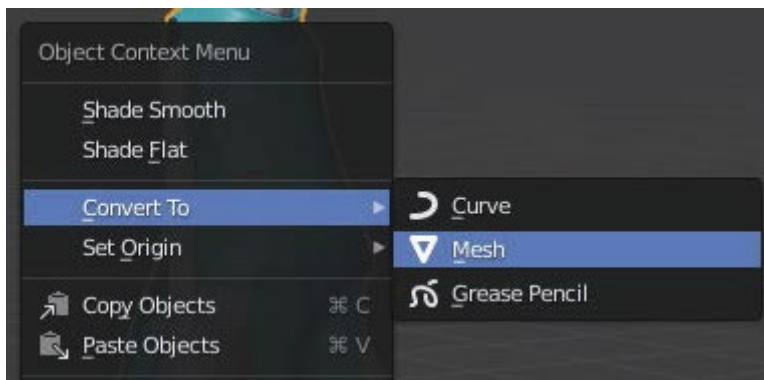 Object Context Menu
Shade Smooth
Shade Flat
Convert To
Set Origin
Copy Objects ⌘ C
Paste Objects ⌘ V
Curve
Mesh
Grease Pencil